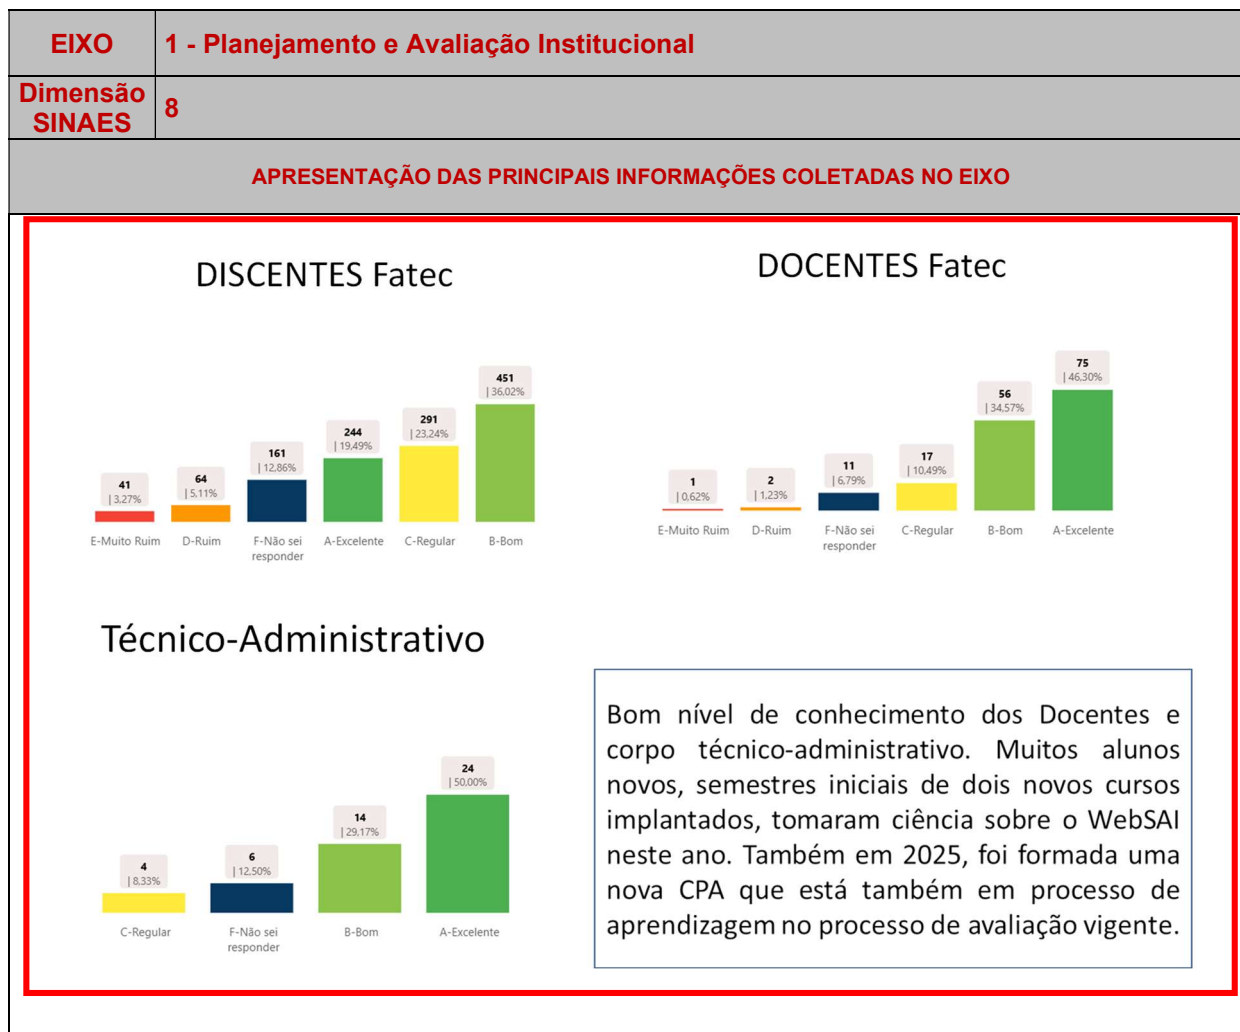 EIXO
1 - Planejamento e Avaliação Institucional
Dimensão
SINAES
8
APRESENTAÇÃO DAS PRINCIPAIS INFORMAÇÕES COLETADAS NO EIXO
DISCENTES Fatec
41
| 3,27%
64
| 5,11%
161
| 12,86%
244
| 19,49%
291
| 23,24%
451
| 36,02%
E-Muito Ruim
D-Ruim
F-Não sei
responder
A-Excelente
C-Regular
B-Bom
DOCENTES Fatec
1
| 0,62%
2
| 1,23%
11
| 6,79%
17
| 10,49%
56
| 34,57%
75
| 46,30%
E-Muito Ruim
D-Ruim
F-Não sei
responder
C-Regular
B-Bom
A-Excelente
Técnico-Administrativo
4
| 8,33%
6
| 12,50%
14
| 29,17%
24
| 50,00%
C-Regular
F-Não sei
responder
B-Bom
A-Excelente
Bom nível de conhecimento dos Docentes e
corpo técnico-administrativo. Muitos alunos
novos, semestres iniciais de dois novos cursos
implantados, tomaram ciência sobre o WebSAI
neste ano. Também em 2025, foi formada uma
nova CPA que está também em processo de
aprendizagem no processo de avaliação vigente.